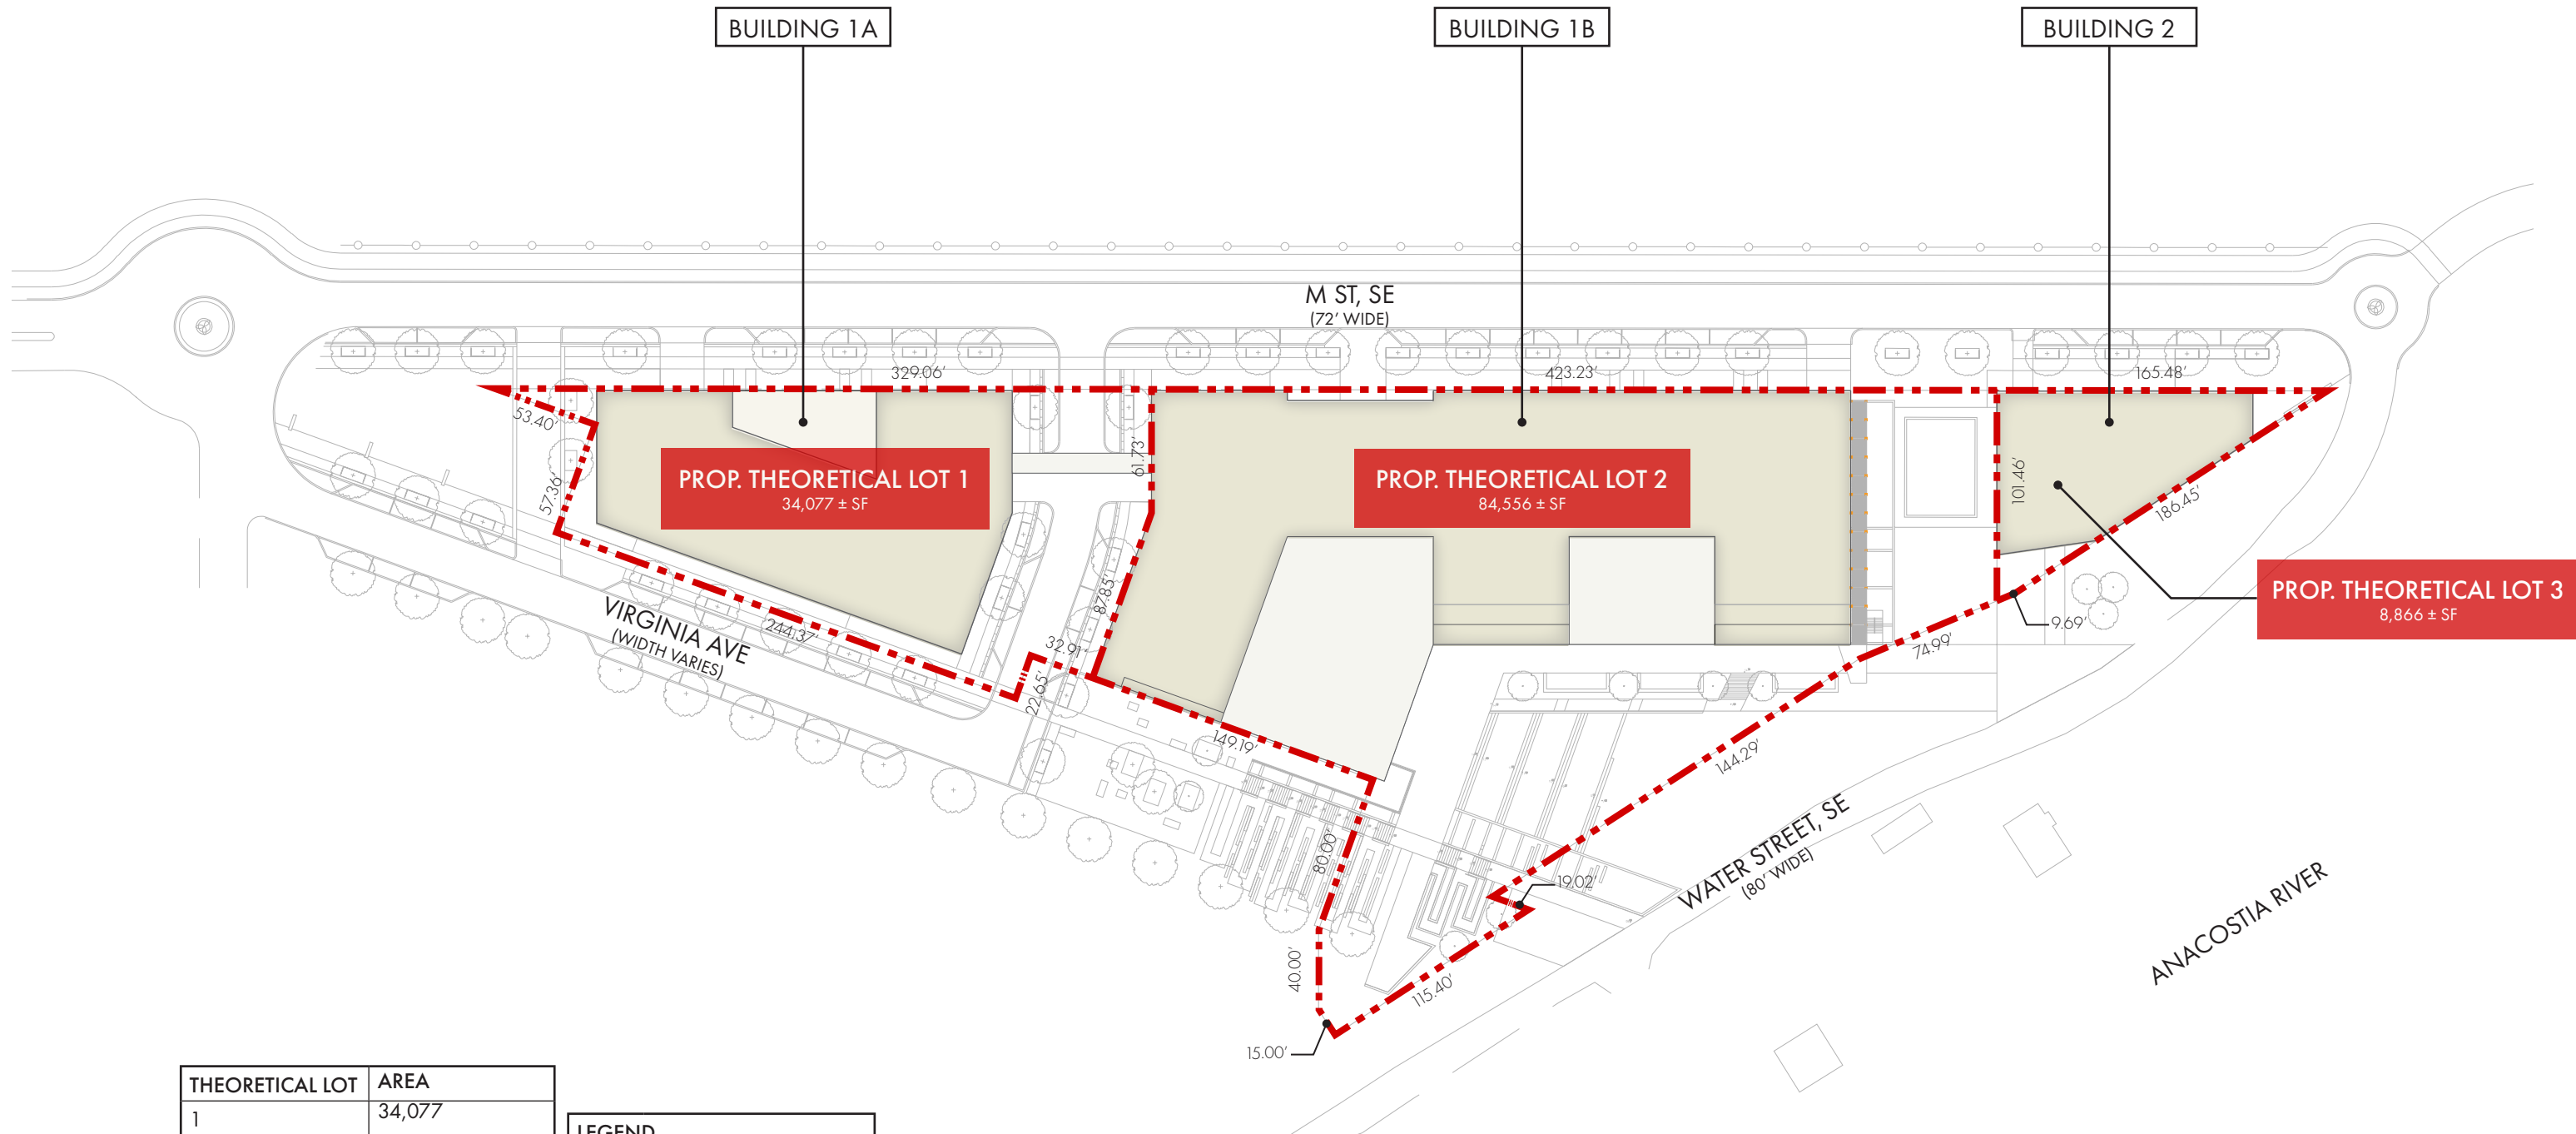 BUILDING 1A
BUILDING 1B
BUILDING 2
M ST, SE
(72' WIDE)
329.06'
423.23'
165.48'
53.40'
57.36'
61.73'
101.46'
186.45'
PROP. THEORETICAL LOT 1
34,077 ± SF
PROP. THEORETICAL LOT 2
84,556 ± SF
PROP. THEORETICAL LOT 3
8,866 ± SF
VIRGINIA AVE
(WIDTH VARIES)
244.37'
87.85'
32.91'
22.65'
9.69'
74.99'
149.19'
144.29'
80.00'
19.02'
WATER STREET, SE
(80' WIDE)
ANACOSTIA RIVER
40.00'
115.40'
15.00'
THEORETICAL LOT
AREA
1
34,077
LEGEND